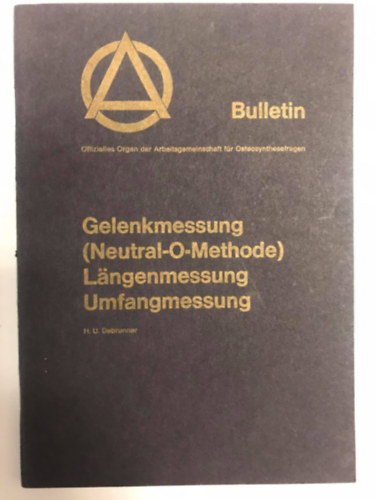 Bulletin
Offizielles Organ der Arbeitsgemeinschaft für Osteosynthesefragen
Gelenkmessung
(Neutral-O-Methode)
Längenmessung
Umfangmessung
H. U. Debrunner